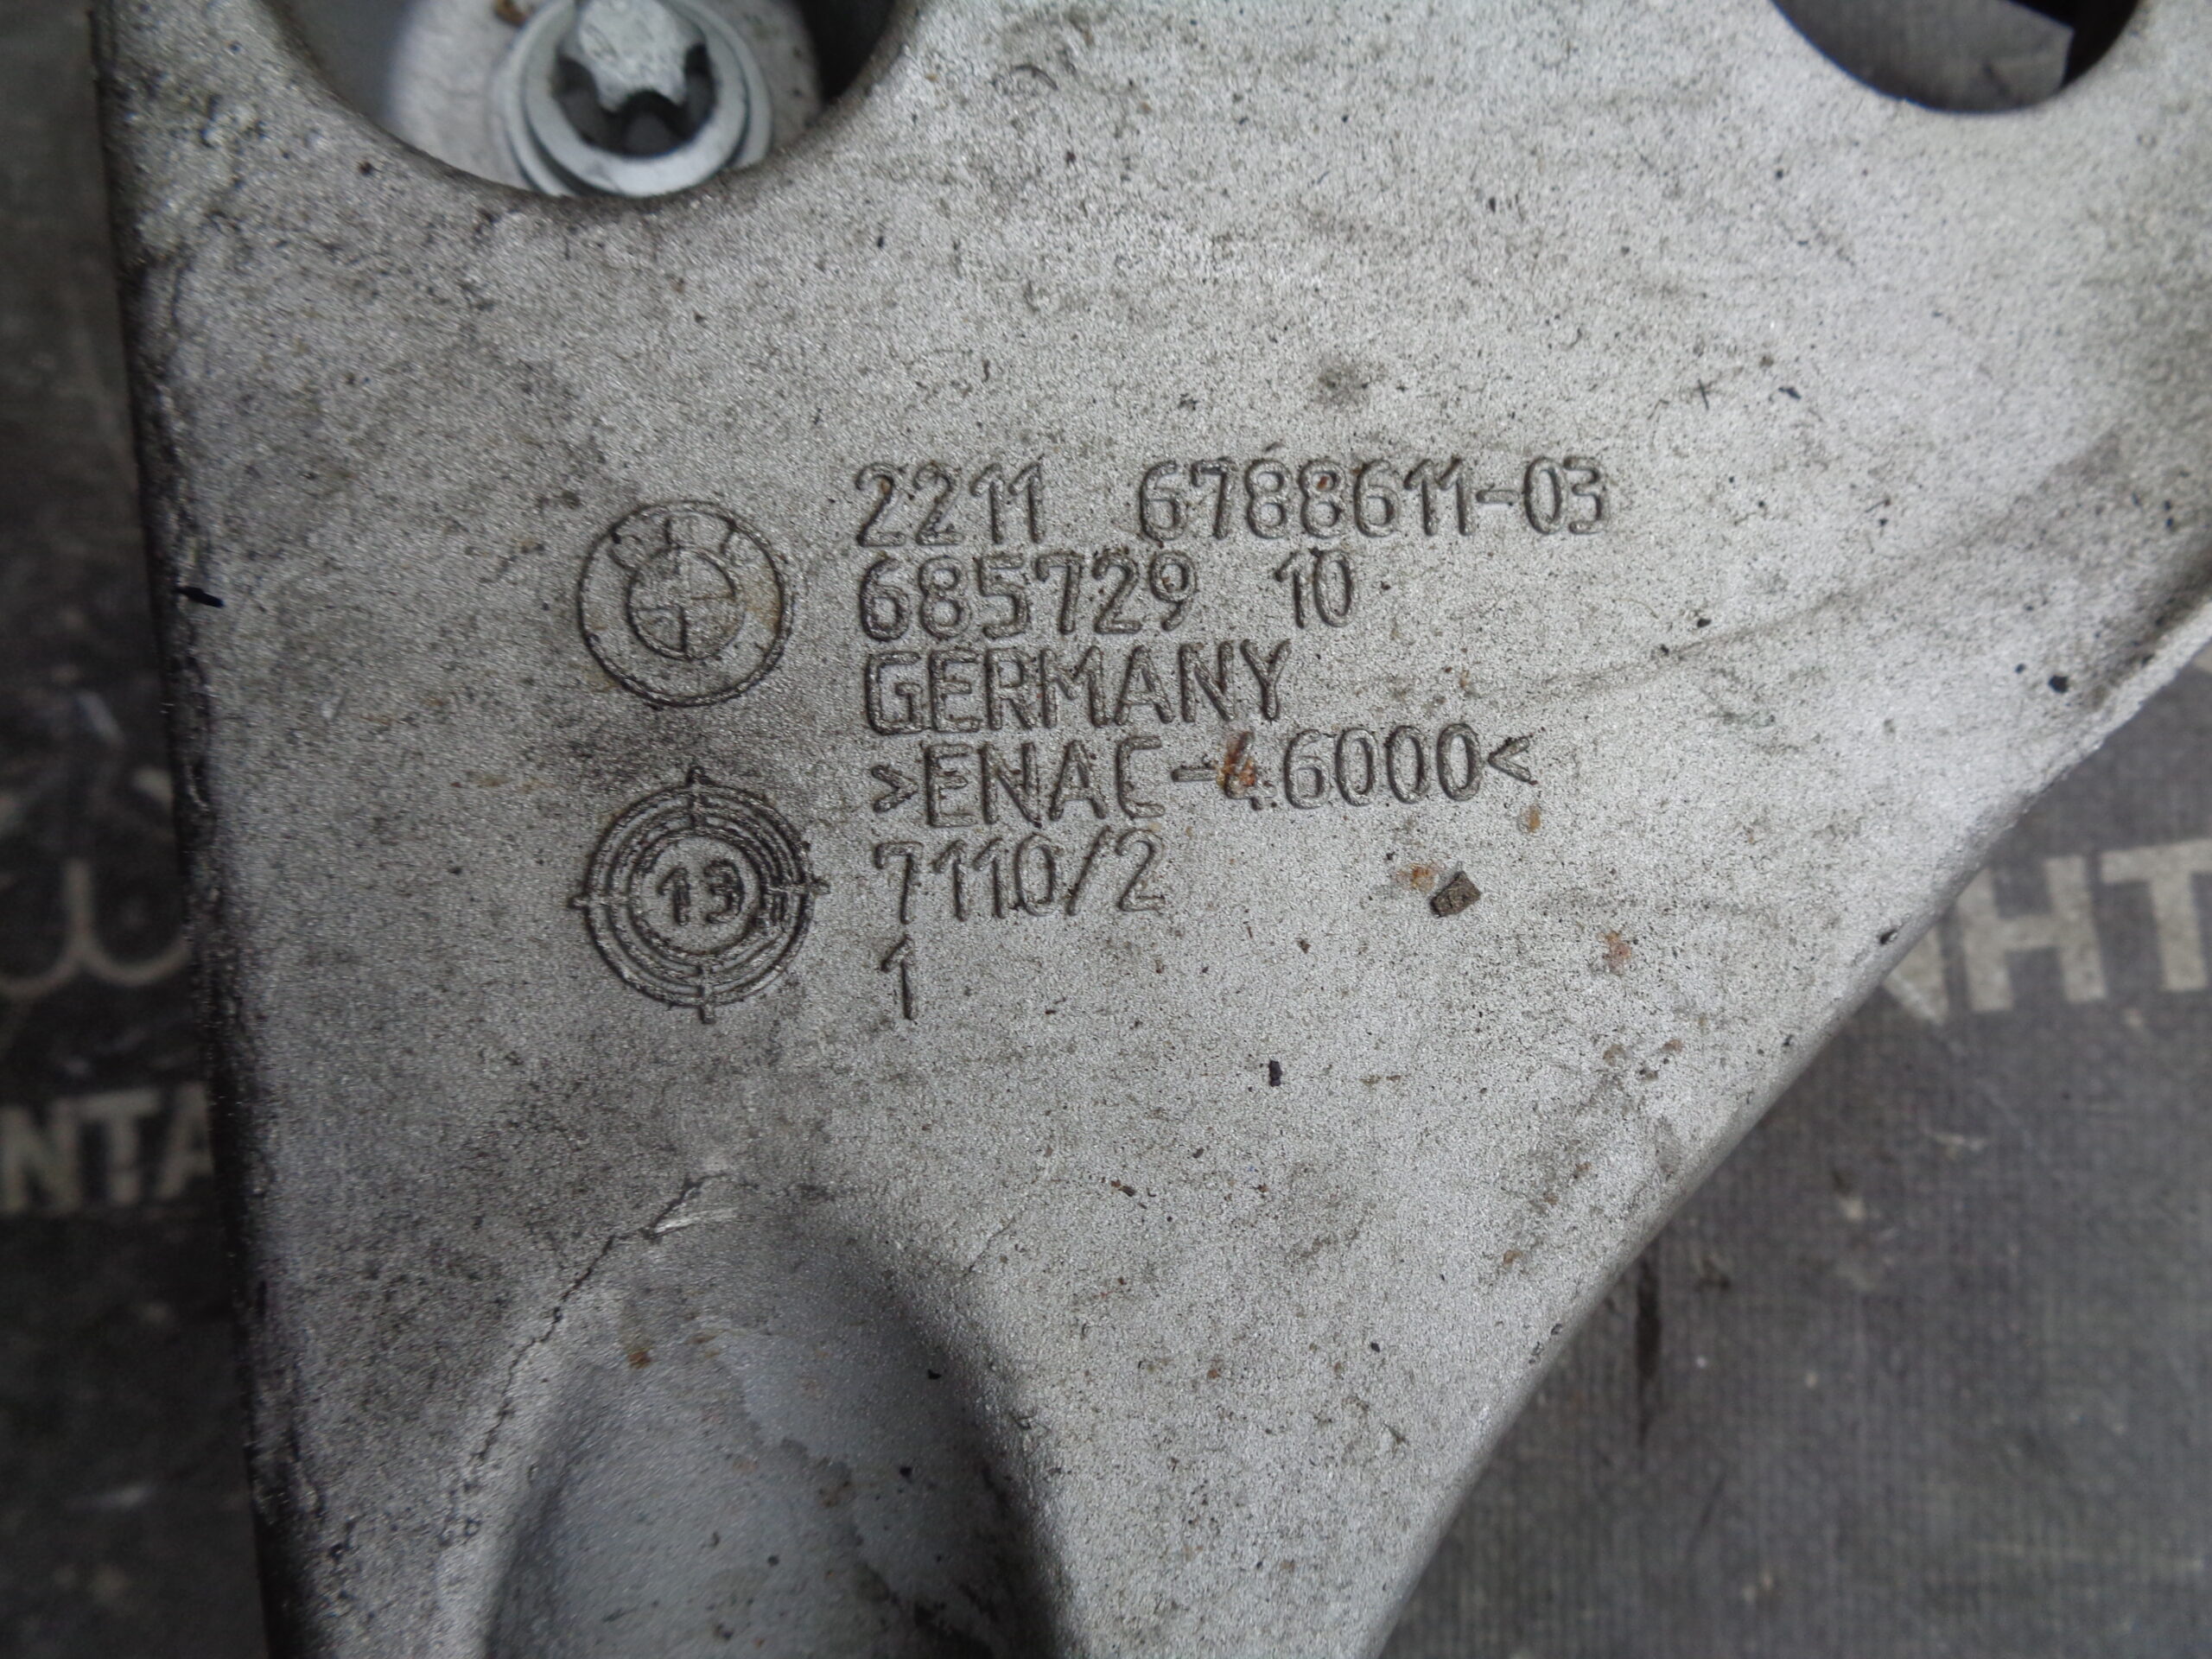 2211 6788611-03
685729 10
GERMANY
>ENAC-46000<
13
7110/2
1